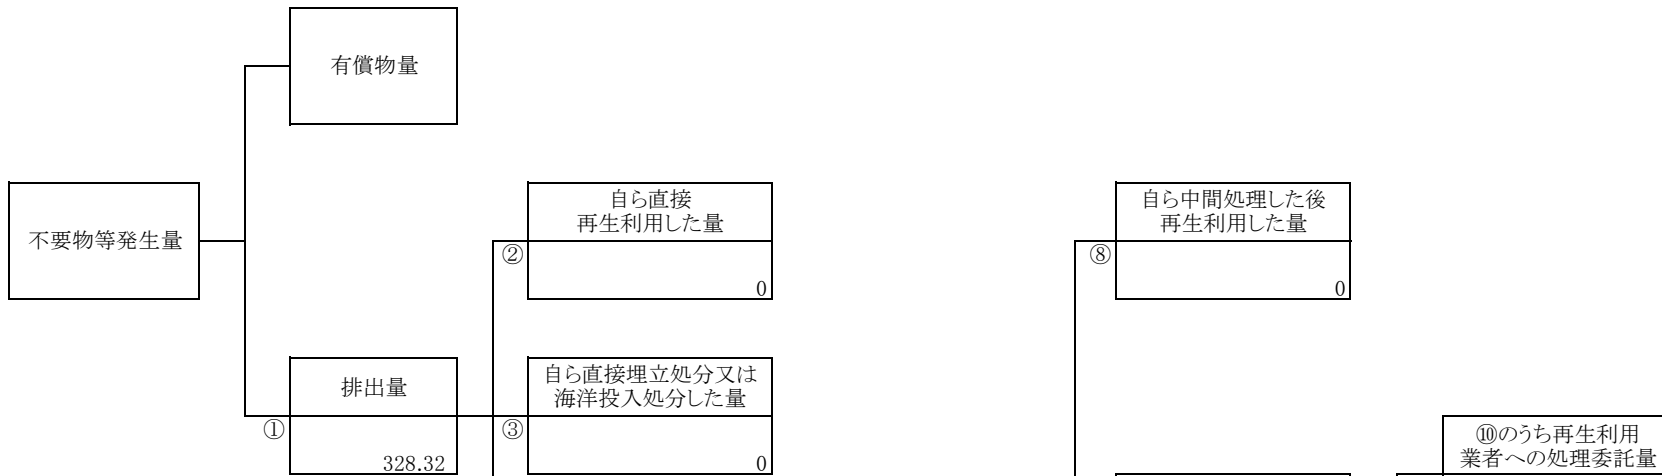 有償物量
不要物等発生量
自ら直接
再生利用した量
②
0
自ら中間処理した後
再生利用した量
⑧
0
排出量
①
328.32
自ら直接埋立処分又は
海洋投入処分した量
③
0
⑩のうち再生利用
業者への処理委託量